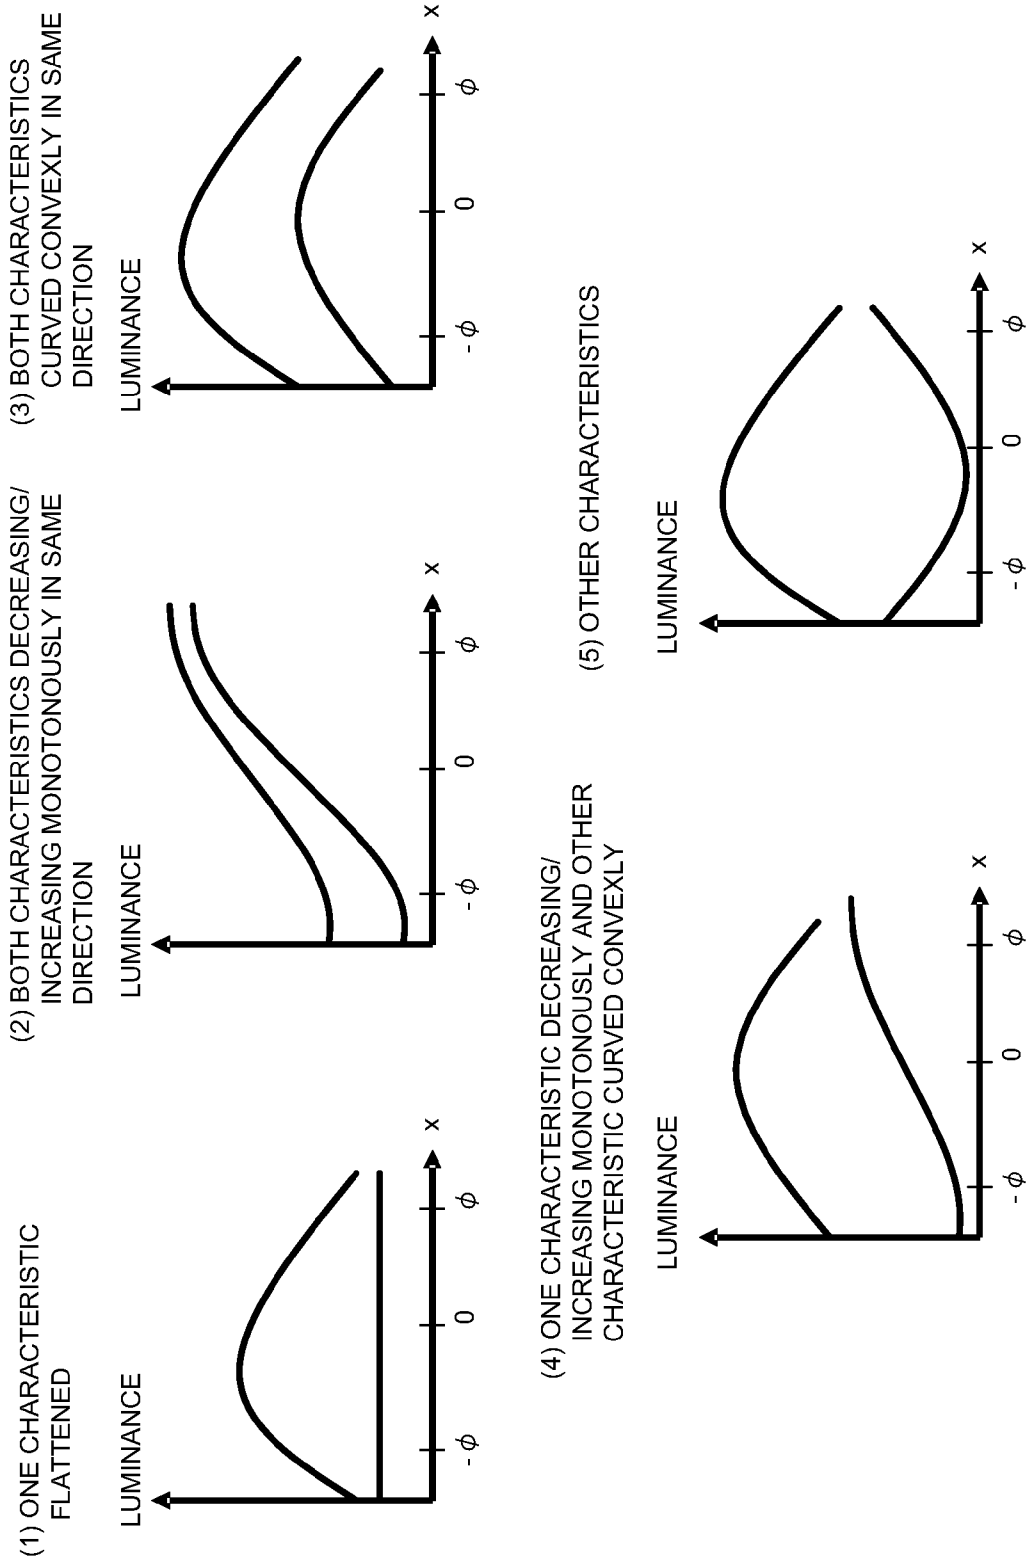 (1) ONE CHARACTERISTIC
FLATTENED
LUMINANCE
-ϕ
0
ϕ
x
(2) BOTH CHARACTERISTICS DECREASING/
INCREASING MONOTONOUSLY IN SAME
DIRECTION
LUMINANCE
-ϕ
0
ϕ
x
(3) BOTH CHARACTERISTICS
CURVED CONVEXLY IN SAME
DIRECTION
LUMINANCE
-ϕ
0
ϕ
x
(4) ONE CHARACTERISTIC DECREASING/
INCREASING MONOTONOUSLY AND OTHER
CHARACTERISTIC CURVED CONVEXLY
LUMINANCE
-ϕ
0
ϕ
x
(5) OTHER CHARACTERISTICS
LUMINANCE
-ϕ
0
ϕ
x